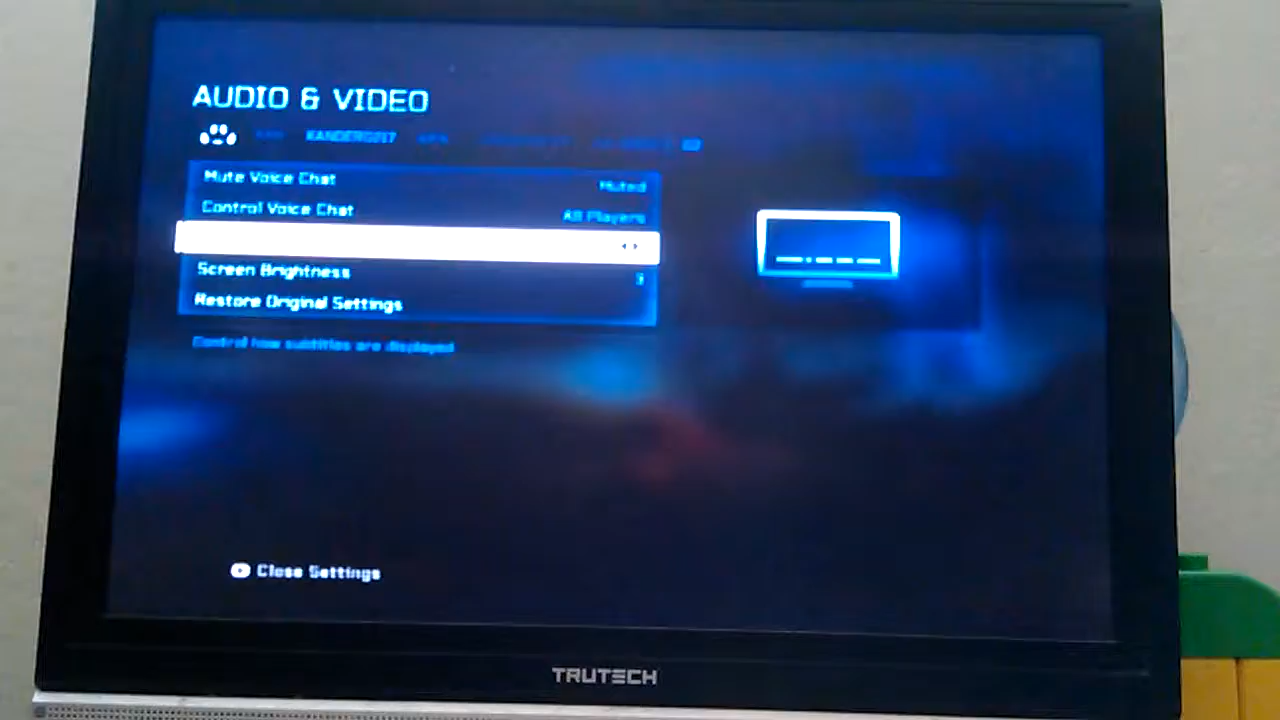 AUDIO & VIDEO
XANDER0217
Mute Voice Chat Muted
Control Voice Chat All Players
Screen Brightness
Restore Original Settings
Control how subtitles are displayed
Close Settings
TRUTECH